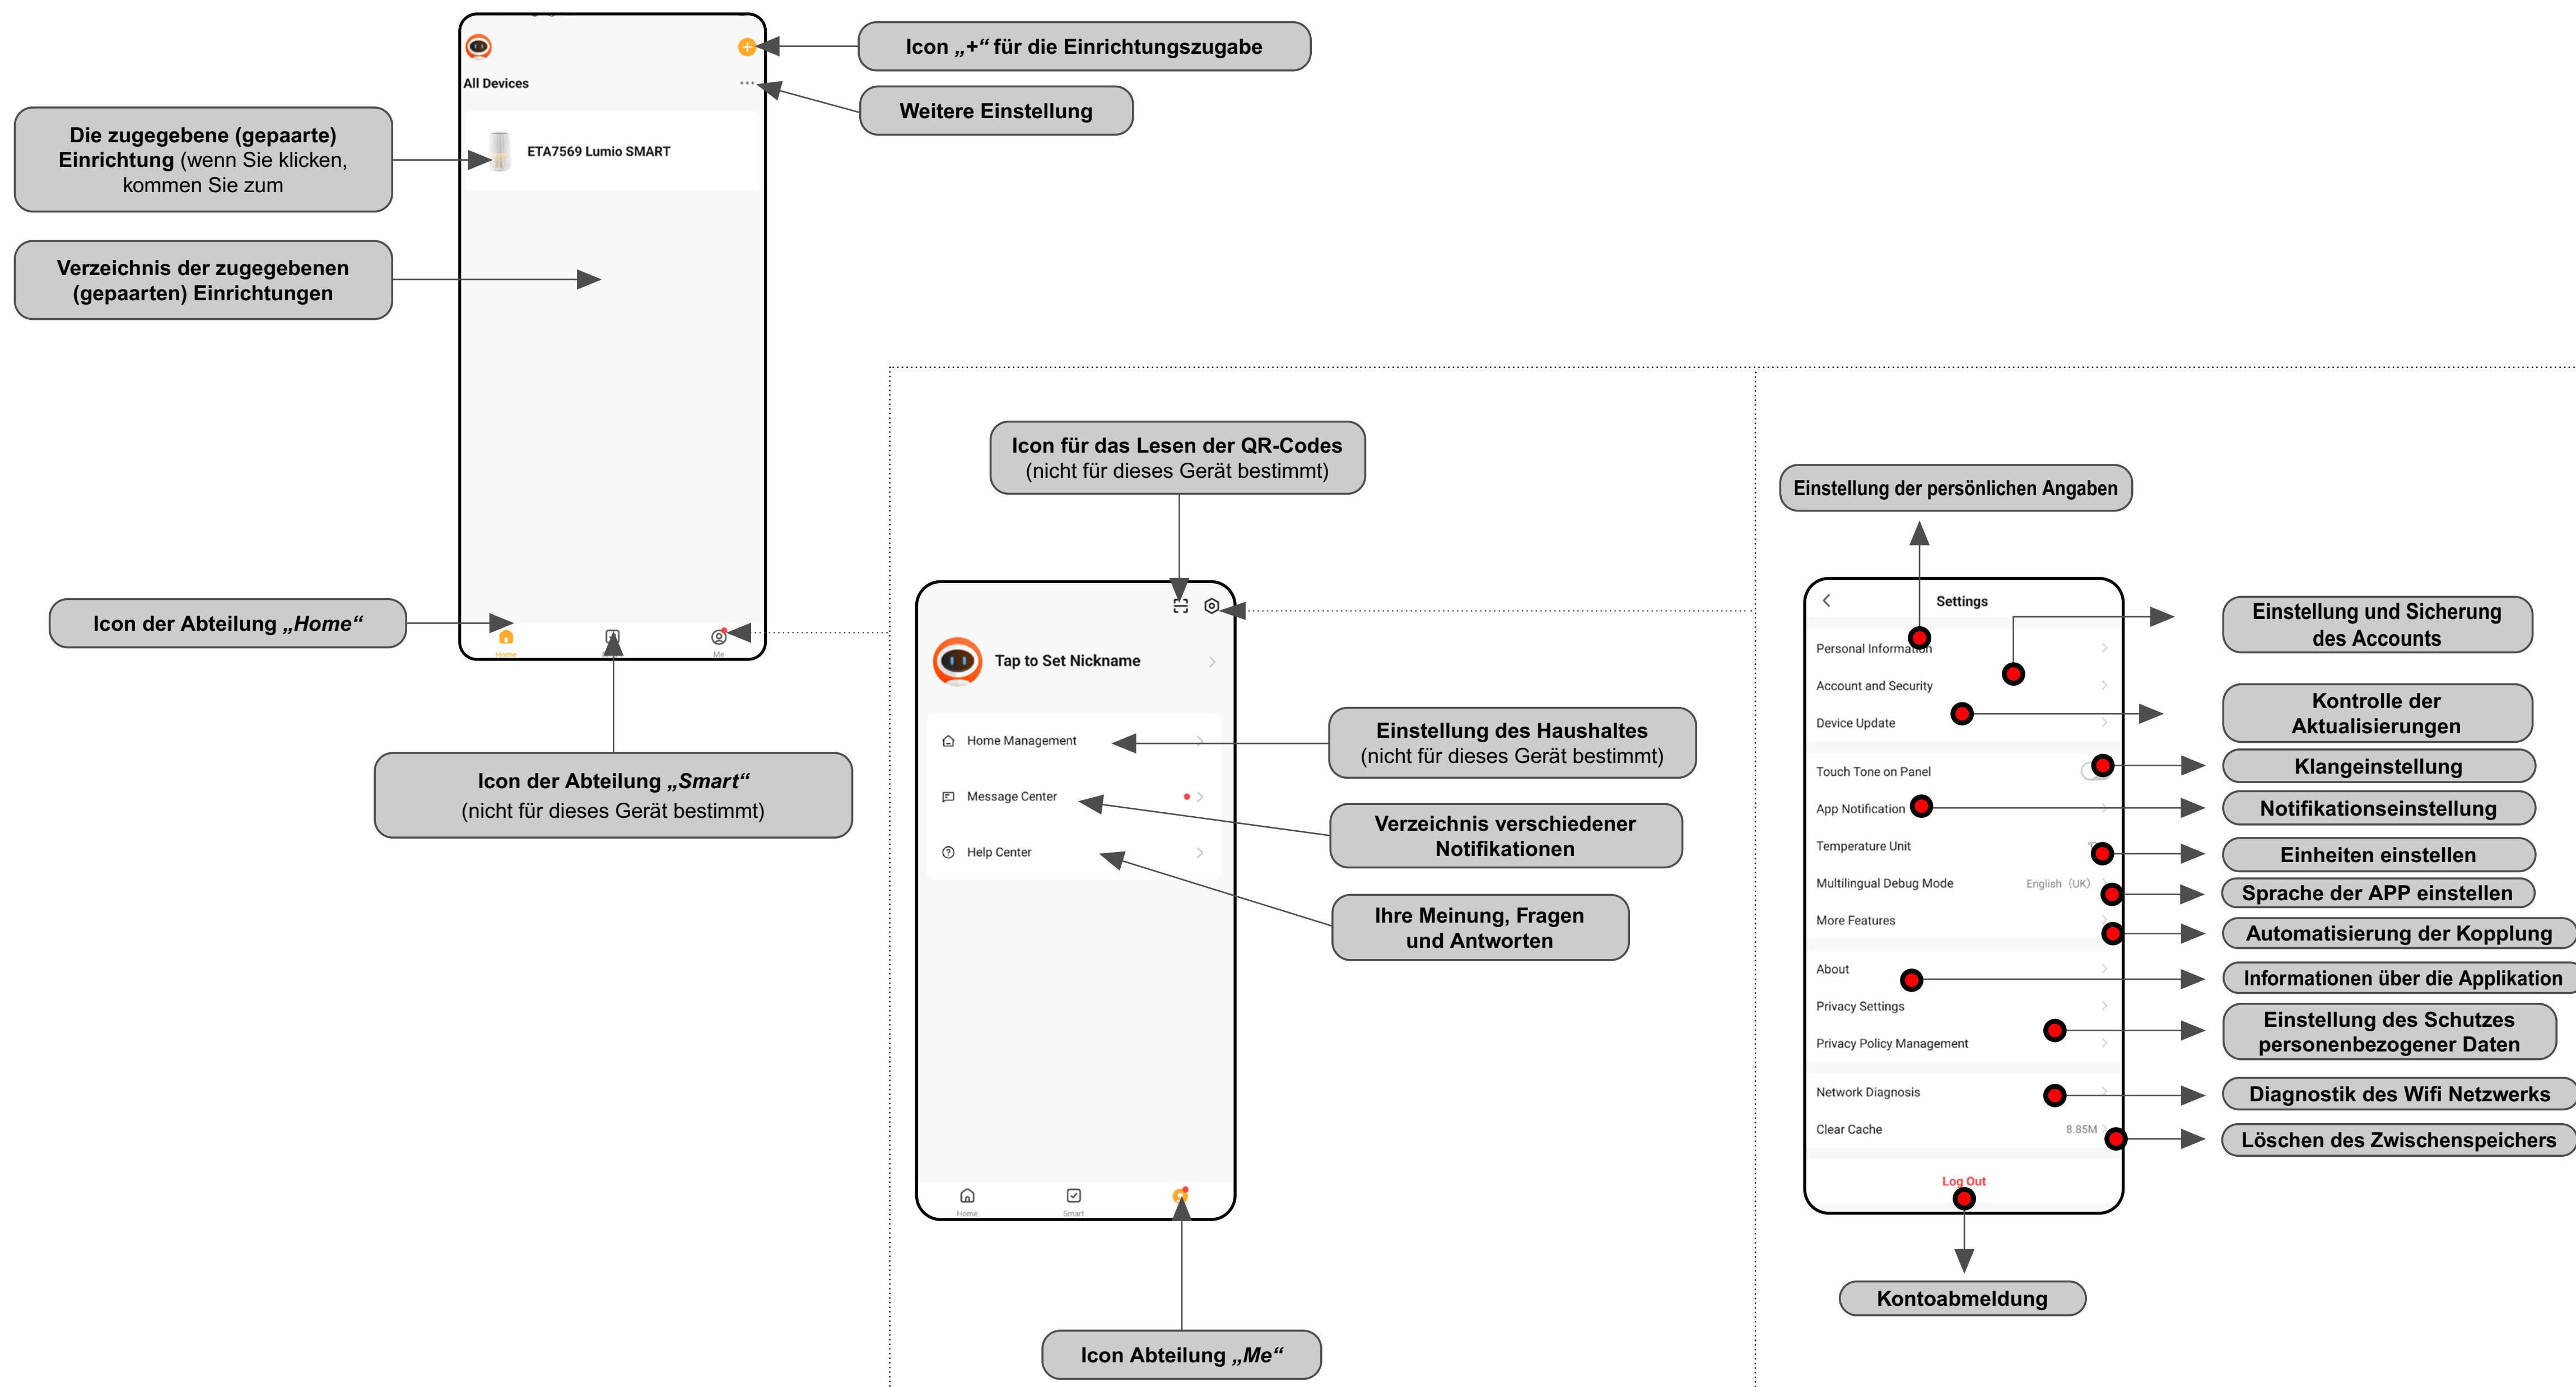 Icon „+“ für die Einrichtungszugabe
All Devices
Weitere Einstellung
Die zugegebene (gepaarte)
Einrichtung (wenn Sie klicken,
kommen Sie zum
ETA7569 Lumio SMART
Verzeichnis der zugegebenen
(gepaarten) Einrichtungen
Icon der Abteilung „Home“
Home
Me
Icon der Abteilung „Smart“
(nicht für dieses Gerät bestimmt)
Icon für das Lesen der QR-Codes
(nicht für dieses Gerät bestimmt)
Tap to Set Nickname
Home Management
Message Center
Help Center
Einstellung des Haushaltes
(nicht für dieses Gerät bestimmt)
Verzeichnis verschiedener
Notifikationen
Ihre Meinung, Fragen
und Antworten
Home
Smart
Icon Abteilung „Me“
Einstellung der persönlichen Angaben
Settings
Personal Information
Account and Security
Device Update
Touch Tone on Panel
App Notification
Temperature Unit
Multilingual Debug Mode
English (UK)
More Features
About
Privacy Settings
Privacy Policy Management
Network Diagnosis
Clear Cache
8.85M
Log Out
Einstellung und Sicherung
des Accounts
Kontrolle der
Aktualisierungen
Klangeinstellung
Notifikationseinstellung
Einheiten einstellen
Sprache der APP einstellen
Automatisierung der Kopplung
Informationen über die Applikation
Einstellung des Schutzes
personenbezogener Daten
Diagnostik des Wifi Netzwerks
Löschen des Zwischenspeichers
Kontoabmeldung